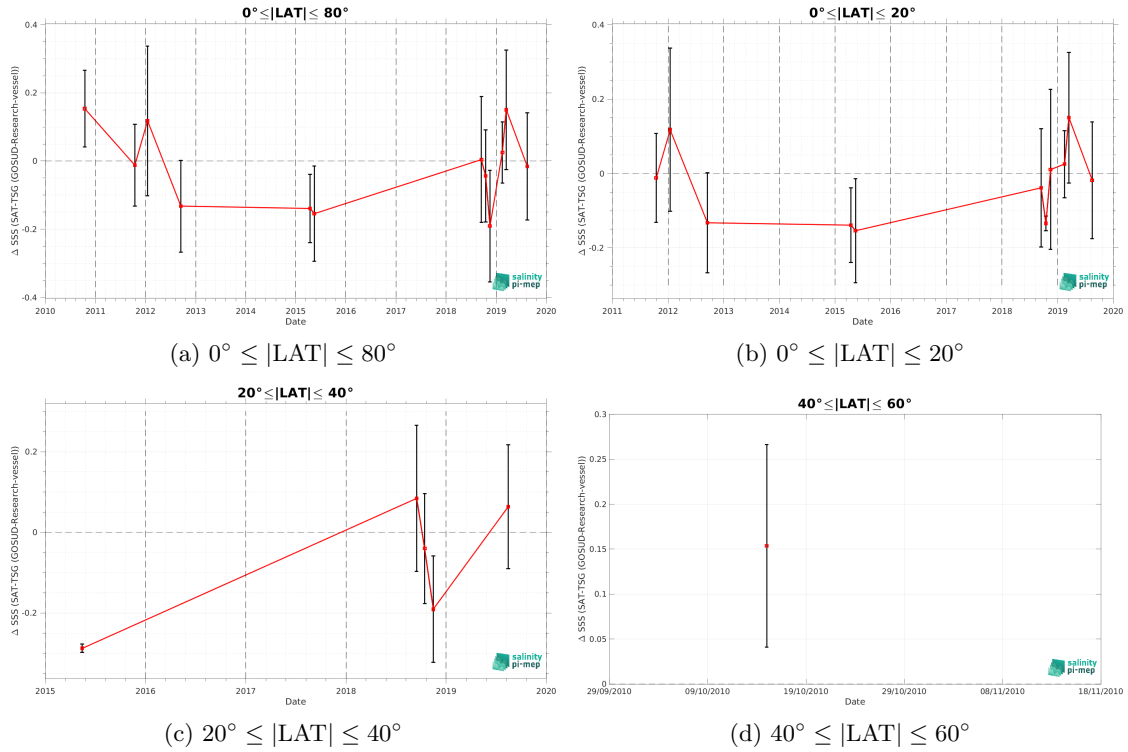 0°≤|LAT|≤ 80°
Δ SSS (SAT-TSG (GOSUD-Research-vessel))
0.4
0.2
0
-0.2
-0.4
salinity
pi-mep
2010 2011 2012 2013 2014 2015 2016 2017 2018 2019 2020
Date
(a) 0° ≤ |LAT| ≤ 80°
0°≤|LAT|≤ 20°
Δ SSS (SAT-TSG (GOSUD-Research-vessel))
0.4
0.2
0
-0.2
salinity
pi-mep
2011 2012 2013 2014 2015 2016 2017 2018 2019 2020
Date
(b) 0° ≤ |LAT| ≤ 20°
20°≤|LAT|≤ 40°
Δ SSS (SAT-TSG (GOSUD-Research-vessel))
0.2
0
-0.2
salinity
pi-mep
2015 2016 2017 2018 2019 2020
Date
(c) 20° ≤ |LAT| ≤ 40°
40°≤|LAT|≤ 60°
Δ SSS (SAT-TSG (GOSUD-Research-vessel))
0.3
0.25
0.2
0.15
0.1
0.05
0
salinity
pi-mep
29/09/2010 09/10/2010 19/10/2010 29/10/2010 08/11/2010 18/11/2010
Date
(d) 40° ≤ |LAT| ≤ 60°